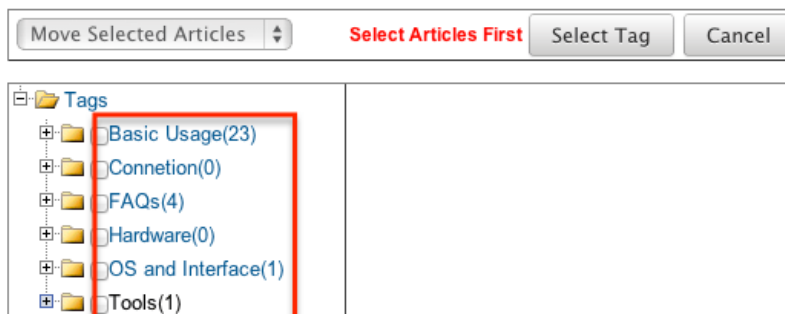 Move Selected Articles Select Articles First Select Tag Cancel
Tags
Basic Usage(23)
Connetion(0)
FAQs(4)
Hardware(0)
OS and Interface(1)
Tools(1)